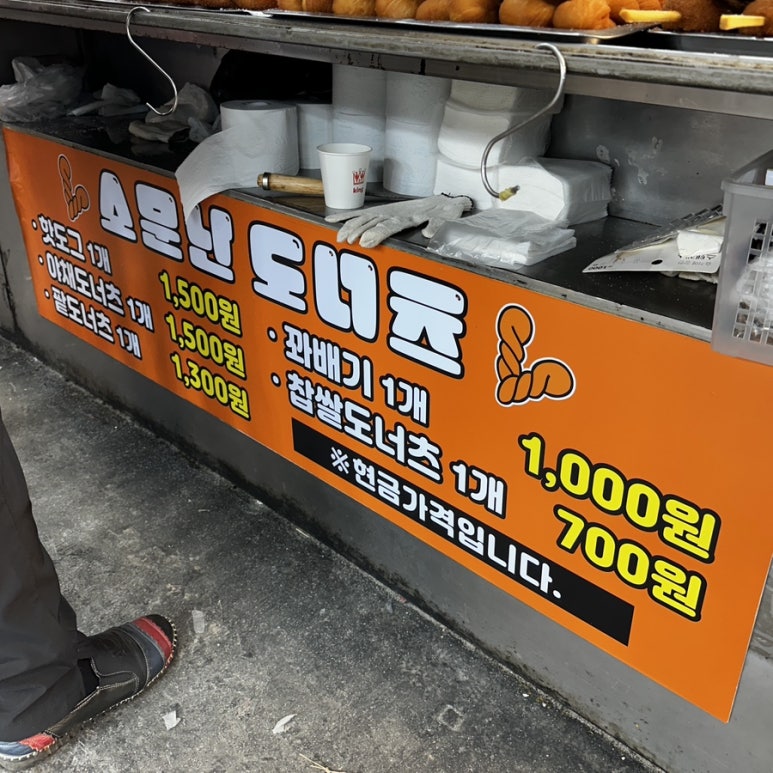 소문난 도너츠
· 핫도그 1개 1,500원
· 야채도너츠 1개 1,500원
· 팥도너츠 1개 1,300원
· 꽈배기 1개 1,000원
· 찹쌀도너츠 1개 700원
※현금가격입니다.